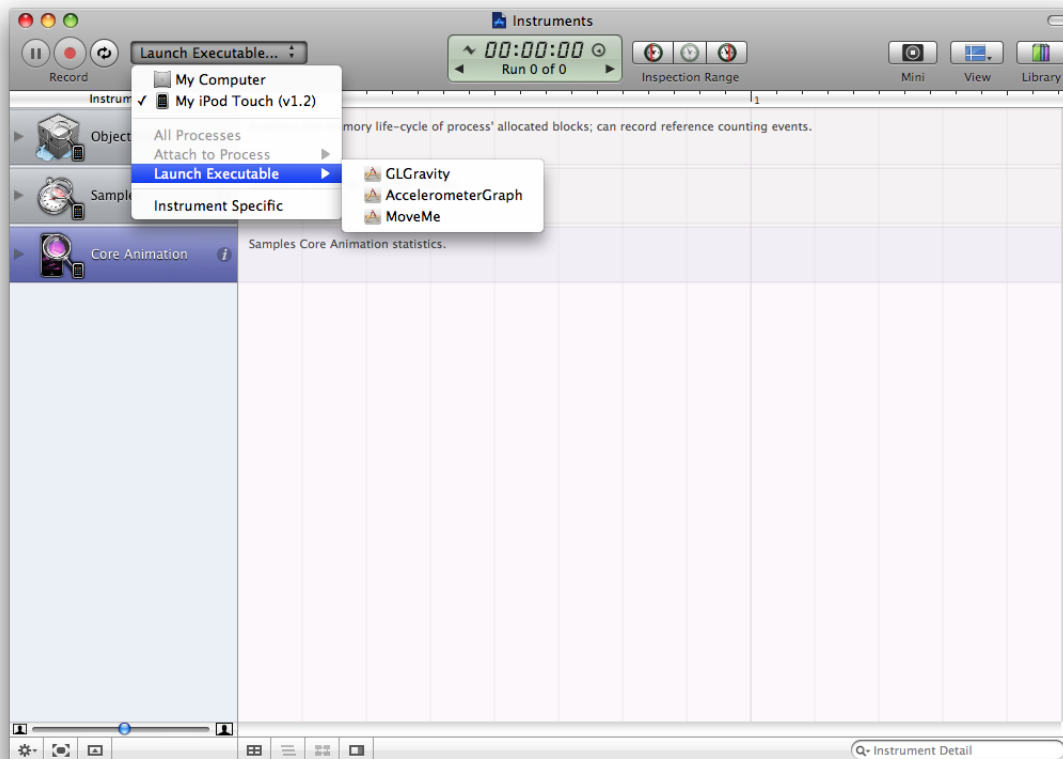 Instruments
Launch Executable...
00:00:00
Run 0 of 0
Record
Inspection Range
Mini
View
Library
My Computer
My iPod Touch (v1.2)
All Processes
Attach to Process
Launch Executable
Instrument Specific
GLGravity
AccelerometerGraph
MoveMe
Instrum
1
Object
mory life-cycle of process' allocated blocks; can record reference counting events.
Sample
Core Animation
Samples Core Animation statistics.
Instrument Detail